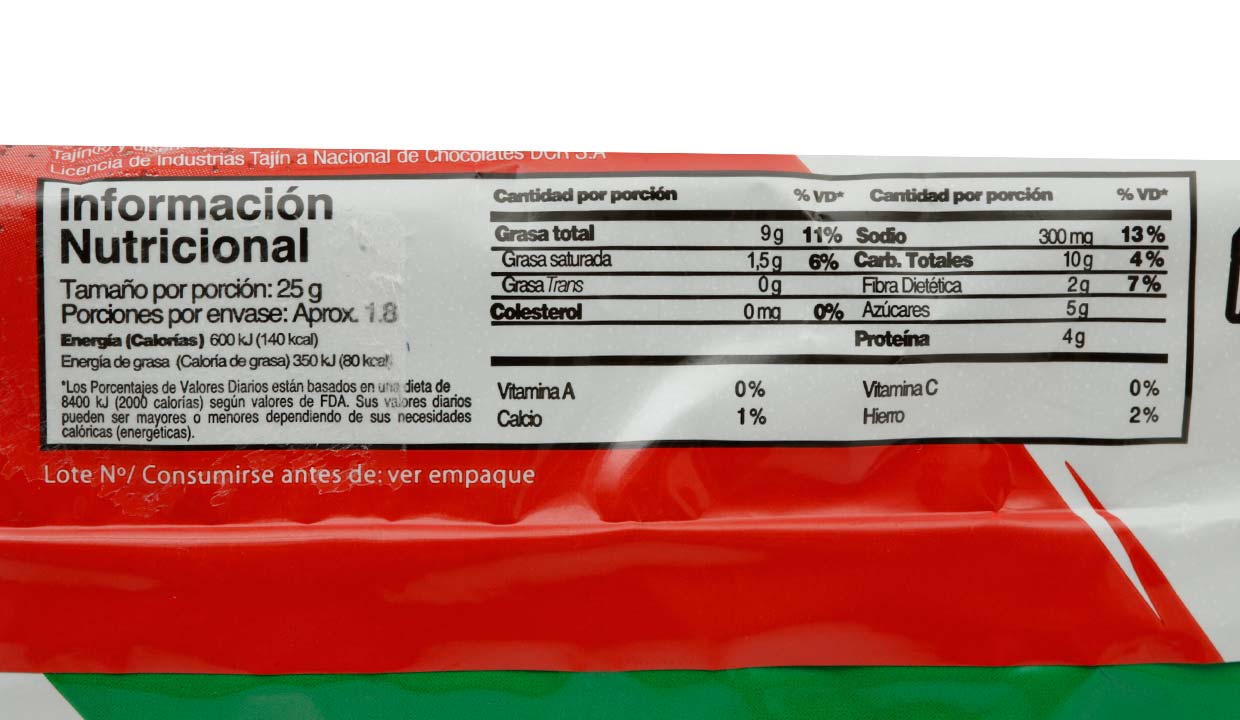 Tajín® y
Licencia de Industrias Tajín a Nacional de Chocolates DCR S.A
Información
Nutricional
Tamaño por porción: 25 g
Porciones por envase: Aprox. 1.8
Energía (Calorías) 600 kJ (140 kcal)
Energía de grasa (Caloría de grasa) 350 kJ (80 kcal)
*Los Porcentajes de Valores Diarios están basados en una dieta de
8400 kJ (2000 calorías) según valores de FDA. Sus valores diarios
pueden ser mayores o menores dependiendo de sus necesidades
calóricas (energéticas).
Cantidad por porción % VD* Cantidad por porción % VD*
Grasa total 9g 11% Sodio 300 mg 13%
Grasa saturada 1,5g 6% Carb. Totales 10g 4%
Grasa Trans 0g Fibra Dietética 2g 7%
Colesterol 0mg 0% Azúcares 5g
Proteína 4g
Vitamina A 0% Vitamina C 0%
Calcio 1% Hierro 2%
Lote Nº/ Consumirse antes de: ver empaque